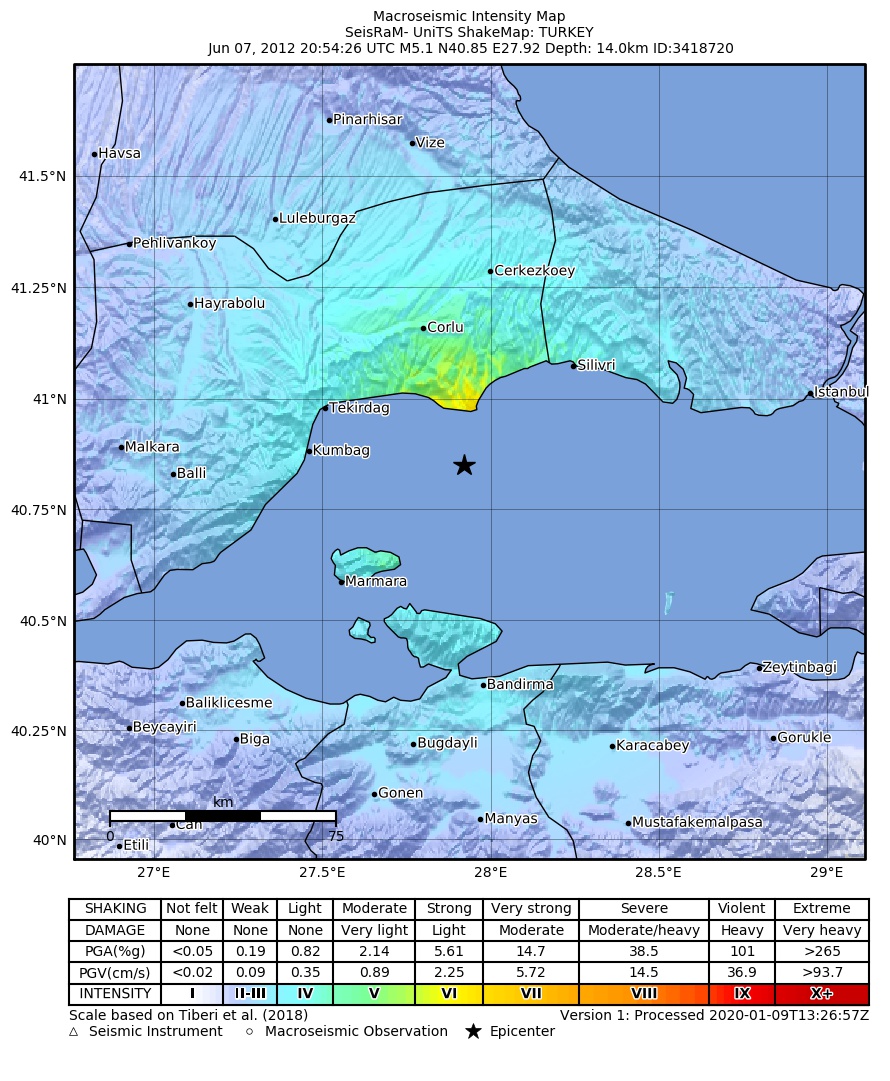 Macroseismic Intensity Map
SeisRaM- UniTS ShakeMap: TURKEY
Jun 07, 2012 20:54:26 UTC M5.1 N40.85 E27.92 Depth: 14.0km ID:3418720
Pinarhisar
Vize
Havsa
41.5°N
Luleburgaz
Pehlivankoy
Cerkezkoey
41.25°N
Hayrabolu
Corlu
Silivri
Istanbul
41°N
Tekirdag
Malkara
Kumbag
Balli
40.75°N
Marmara
40.5°N
Zeytinbagi
Bandirma
Baliklicesme
Beycayiri
40.25°N
Biga
Bugdayli
Karacabey
Gorukle
Gonen
km
0
75
Can
Manyas
Mustafakemalpasa
40°N
Etili
27°E
27.5°E
28°E
28.5°E
29°E
SHAKING Not felt Weak Light Moderate Strong Very strong Severe Violent Extreme
DAMAGE None None None Very light Light Moderate Moderate/heavy Heavy Very heavy
PGA(%g) <0.05 0.19 0.82 2.14 5.61 14.7 38.5 101 >265
PGV(cm/s) <0.02 0.09 0.35 0.89 2.25 5.72 14.5 36.9 >93.7
INTENSITY I II-III IV V VI VII VIII IX X+
Scale based on Tiberi et al. (2018) Version 1: Processed 2020-01-09T13:26:57Z
Seismic Instrument Macroseismic Observation Epicenter